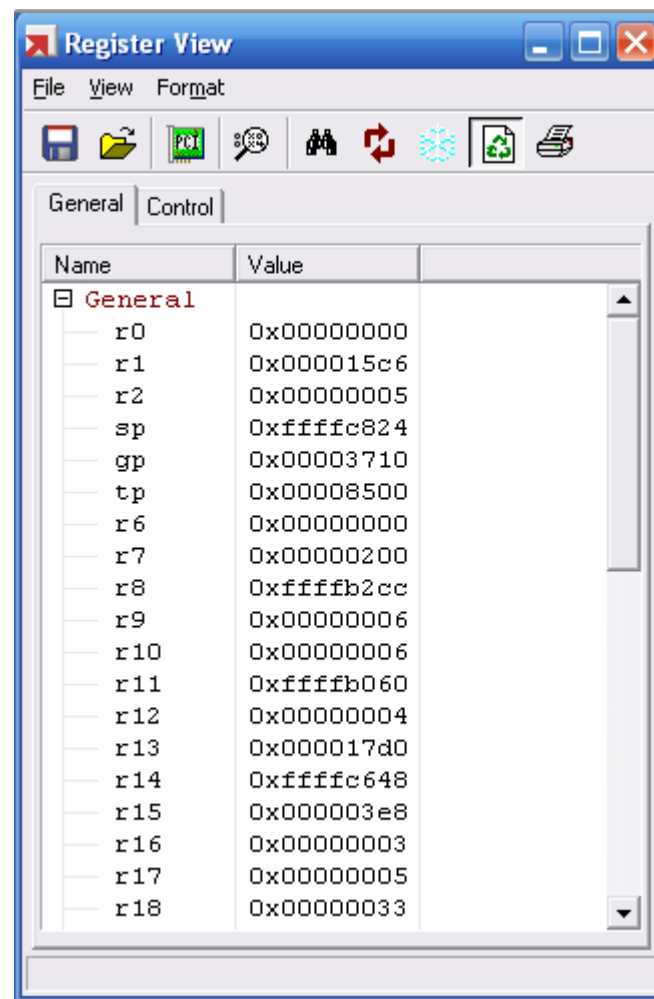 Register View
File View Format
PCI
General Control
Name Value
General
r0 0x00000000
r1 0x000015c6
r2 0x00000005
sp 0xffffc824
gp 0x00003710
tp 0x00008500
r6 0x00000000
r7 0x00000200
r8 0xffffb2cc
r9 0x00000006
r10 0x00000006
r11 0xffffb060
r12 0x00000004
r13 0x000017d0
r14 0xffffc648
r15 0x000003e8
r16 0x00000003
r17 0x00000005
r18 0x00000033